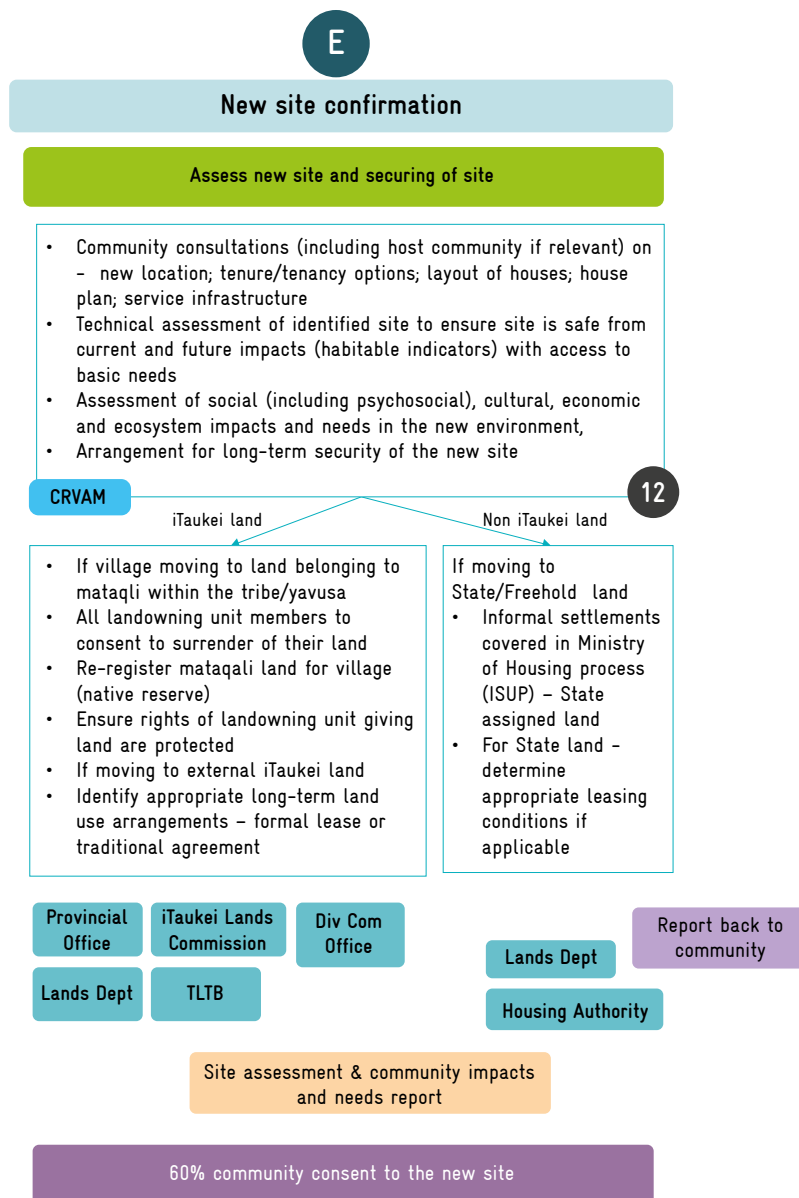 E
New site confirmation
Assess new site and securing of site
• Community consultations (including host community if relevant) on
– new location; tenure/tenancy options; layout of houses; house
plan; service infrastructure
• Technical assessment of identified site to ensure site is safe from
current and future impacts (habitable indicators) with access to
basic needs
• Assessment of social (including psychosocial), cultural, economic
and ecosystem impacts and needs in the new environment,
• Arrangement for long-term security of the new site
CRVAM
12
iTaukei land
Non iTaukei land
• If village moving to land belonging to
mataqli within the tribe/yavusa
• All landowning unit members to
consent to surrender of their land
• Re-register mataqali land for village
(native reserve)
• Ensure rights of landowning unit giving
land are protected
• If moving to external iTaukei land
• Identify appropriate long-term land
use arrangements – formal lease or
traditional agreement
If moving to
State/Freehold land
• Informal settlements
covered in Ministry
of Housing process
(ISUP) – State
assigned land
• For State land –
determine
appropriate leasing
conditions if
applicable
Provincial
Office
iTaukei Lands
Commission
Div Com
Office
Lands Dept
TLTB
Lands Dept
Housing Authority
Report back to
community
Site assessment & community impacts
and needs report
60% community consent to the new site